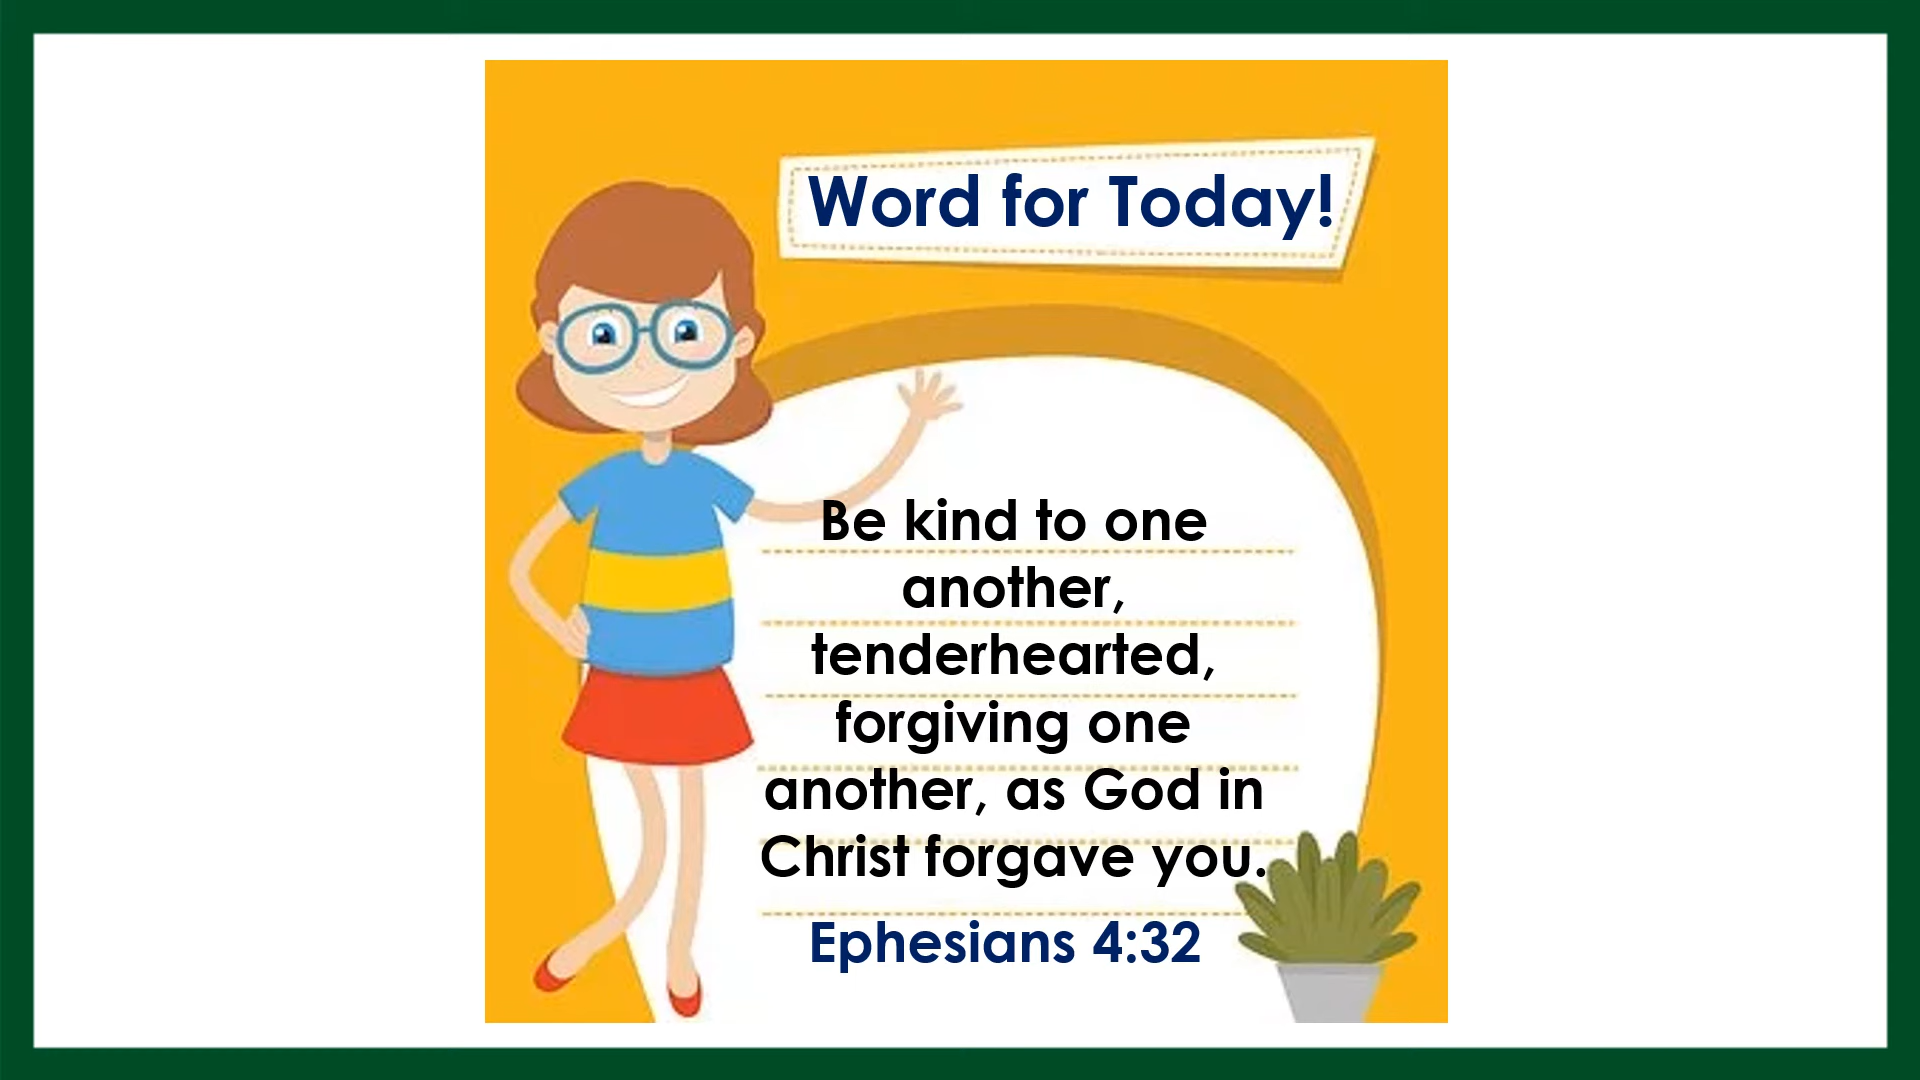 Word for Today!
Be kind to one
another,
tenderhearted,
forgiving one
another, as God in
Christ forgave you.
Ephesians 4:32